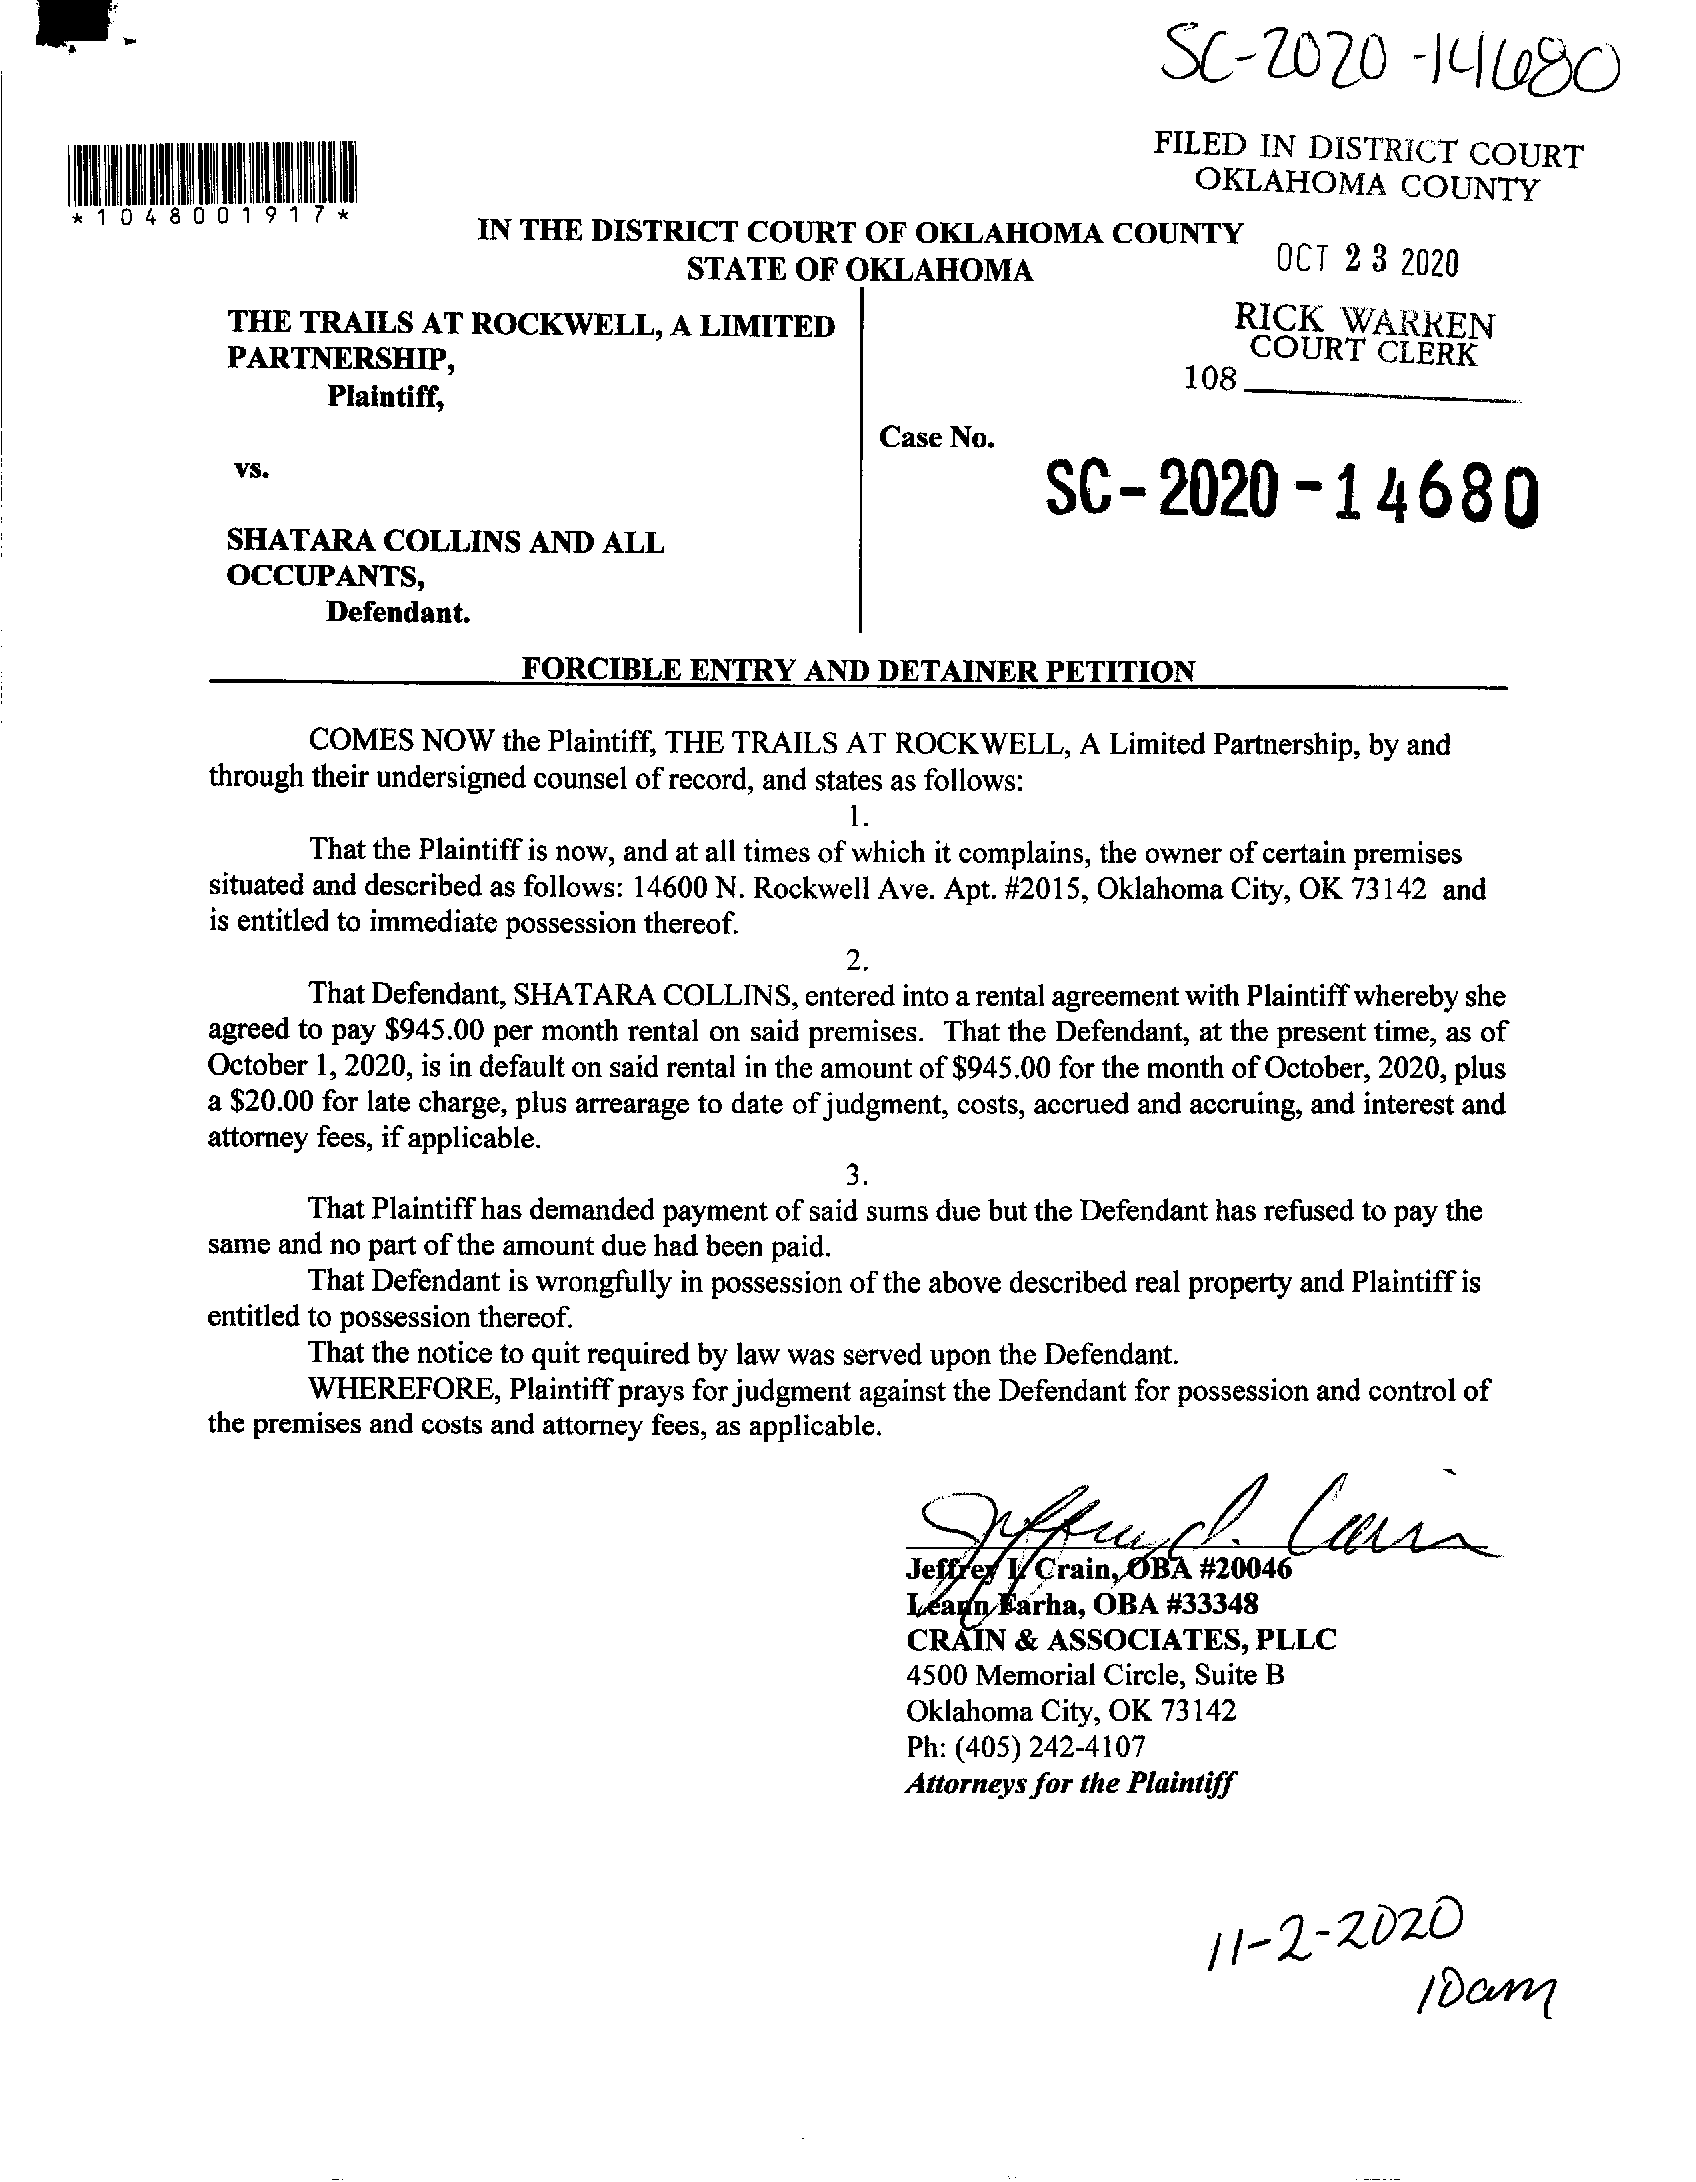 SC-2020-14680
FILED IN DISTRICT COURT
OKLAHOMA COUNTY
*1048001917*
IN THE DISTRICT COURT OF OKLAHOMA COUNTY
STATE OF OKLAHOMA
OCT 23 2020
THE TRAILS AT ROCKWELL, A LIMITED
PARTNERSHIP,
Plaintiff,
RICK WARREN
COURT CLERK
108
Case No.
vs.
SC-2020-14680
SHATARA COLLINS AND ALL
OCCUPANTS,
Defendant.
FORCIBLE ENTRY AND DETAINER PETITION
COMES NOW the Plaintiff, THE TRAILS AT ROCKWELL, A Limited Partnership, by and
through their undersigned counsel of record, and states as follows:
1.
That the Plaintiff is now, and at all times of which it complains, the owner of certain premises
situated and described as follows: 14600 N. Rockwell Ave. Apt. #2015, Oklahoma City, OK 73142 and
is entitled to immediate possession thereof.
2.
That Defendant, SHATARA COLLINS, entered into a rental agreement with Plaintiff whereby she
agreed to pay $945.00 per month rental on said premises. That the Defendant, at the present time, as of
October 1, 2020, is in default on said rental in the amount of $945.00 for the month of October, 2020, plus
a $20.00 for late charge, plus arrearage to date of judgment, costs, accrued and accruing, and interest and
attorney fees, if applicable.
3.
That Plaintiff has demanded payment of said sums due but the Defendant has refused to pay the
same and no part of the amount due had been paid.
That Defendant is wrongfully in possession of the above described real property and Plaintiff is
entitled to possession thereof.
That the notice to quit required by law was served upon the Defendant.
WHEREFORE, Plaintiff prays for judgment against the Defendant for possession and control of
the premises and costs and attorney fees, as applicable.
Jeffrey I. Crain
Jeffrey I. Crain, OBA #20046
Leann Farha, OBA #33348
CRAIN & ASSOCIATES, PLLC
4500 Memorial Circle, Suite B
Oklahoma City, OK 73142
Ph: (405) 242-4107
Attorneys for the Plaintiff
11-2-2020
10am